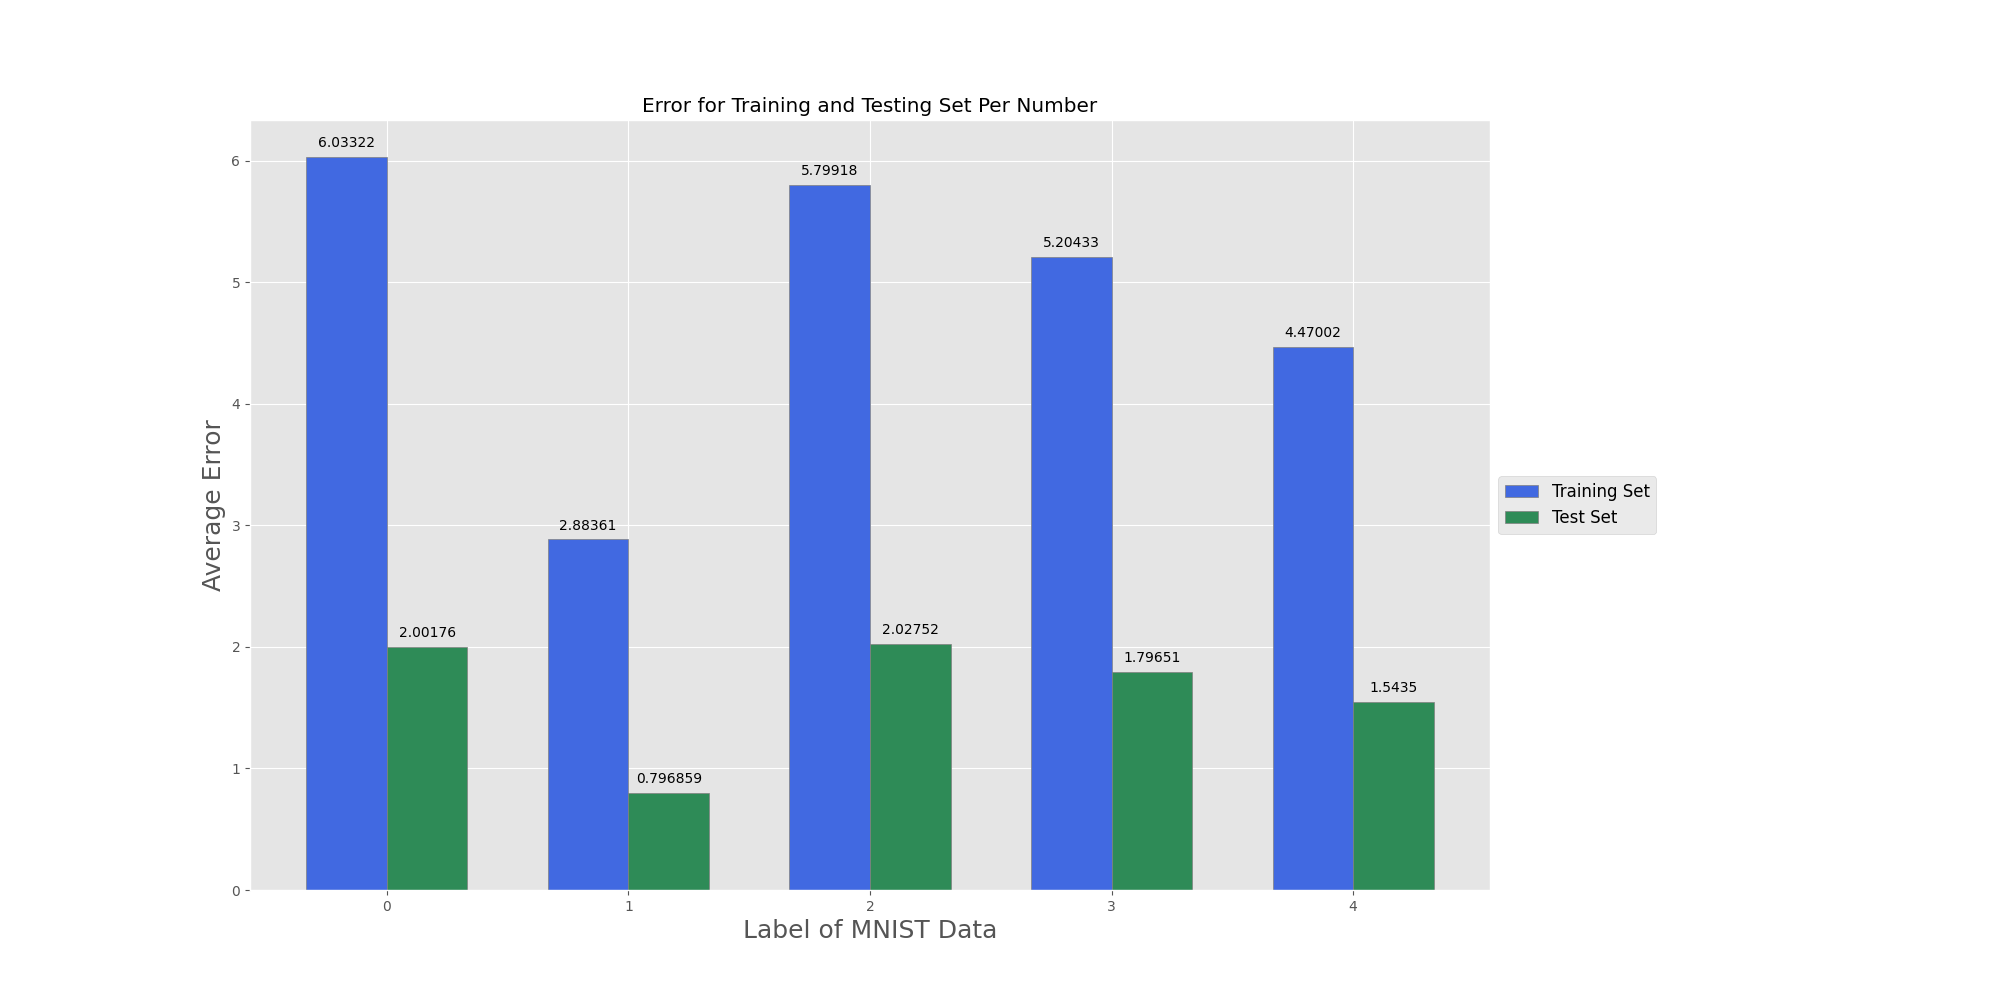 Error for Training and Testing Set Per Number
6.03322
5.79918
5.20433
4.47002
2.88361
2.00176
2.02752
1.79651
1.5435
0.796859
6
5
4
3
2
1
0
Average Error
0 1 2 3 4
Label of MNIST Data
Training Set
Test Set